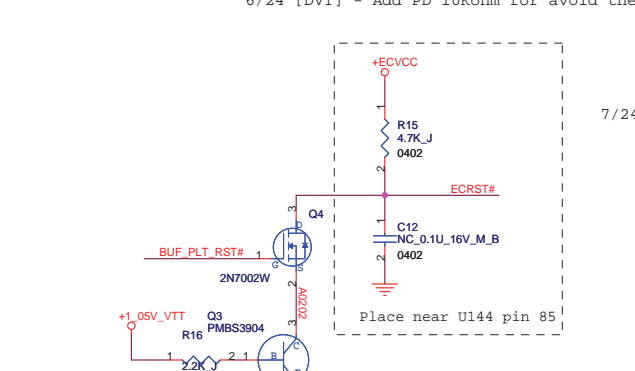 6/24 [DVT] - Add PD 10Kohm for avoid the
+ECVCC
7/24
1
R15
4.7K_J
0402
2
ECRST#
3
Q4
D
1
C12
NC_0.1U_16V_M_B
0402
2
BUF_PLT_RST#
1
G
S
2N7002W
2
A0202
Place near U144 pin 85
+1_05V_VTT
Q3
PMBS3904
3
R16
C
1
2
1
B
2.2K_J